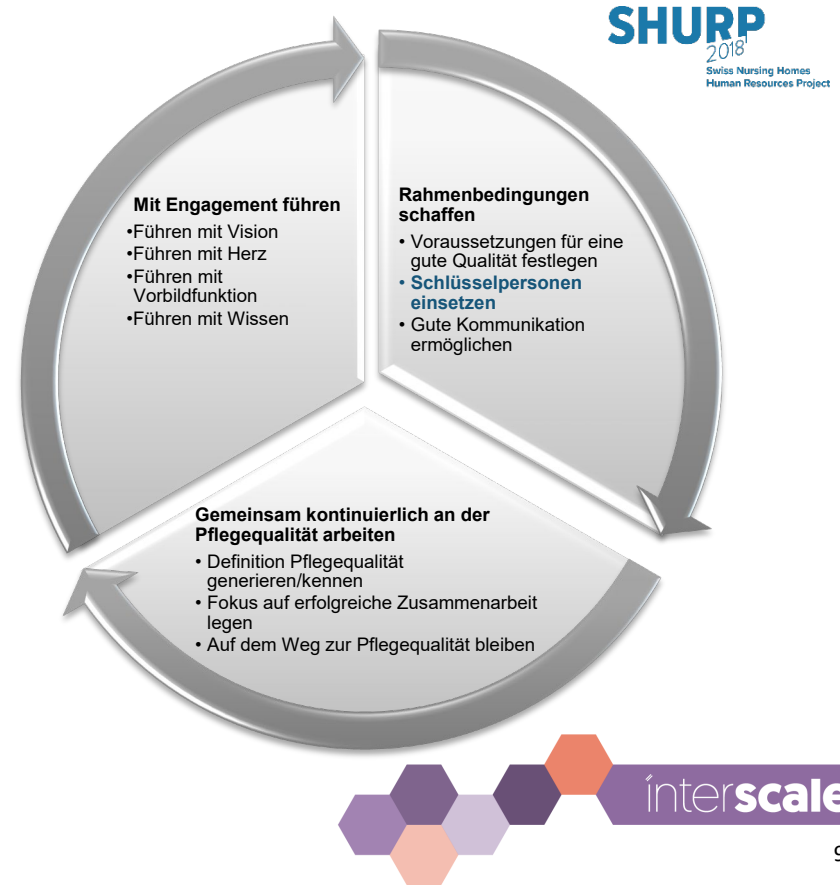 SHURP
2018
Swiss Nursing Homes
Human Resources Project
Mit Engagement führen
•Führen mit Vision
•Führen mit Herz
•Führen mit
Vorbildfunktion
•Führen mit Wissen
Rahmenbedingungen
schaffen
• Voraussetzungen für eine
gute Qualität festlegen
• Schlüsselpersonen
einsetzen
• Gute Kommunikation
ermöglichen
Gemeinsam kontinuierlich an der
Pflegequalität arbeiten
• Definition Pflegequalität
generieren/kennen
• Fokus auf erfolgreiche Zusammenarbeit
legen
• Auf dem Weg zur Pflegequalität bleiben
interscale
9